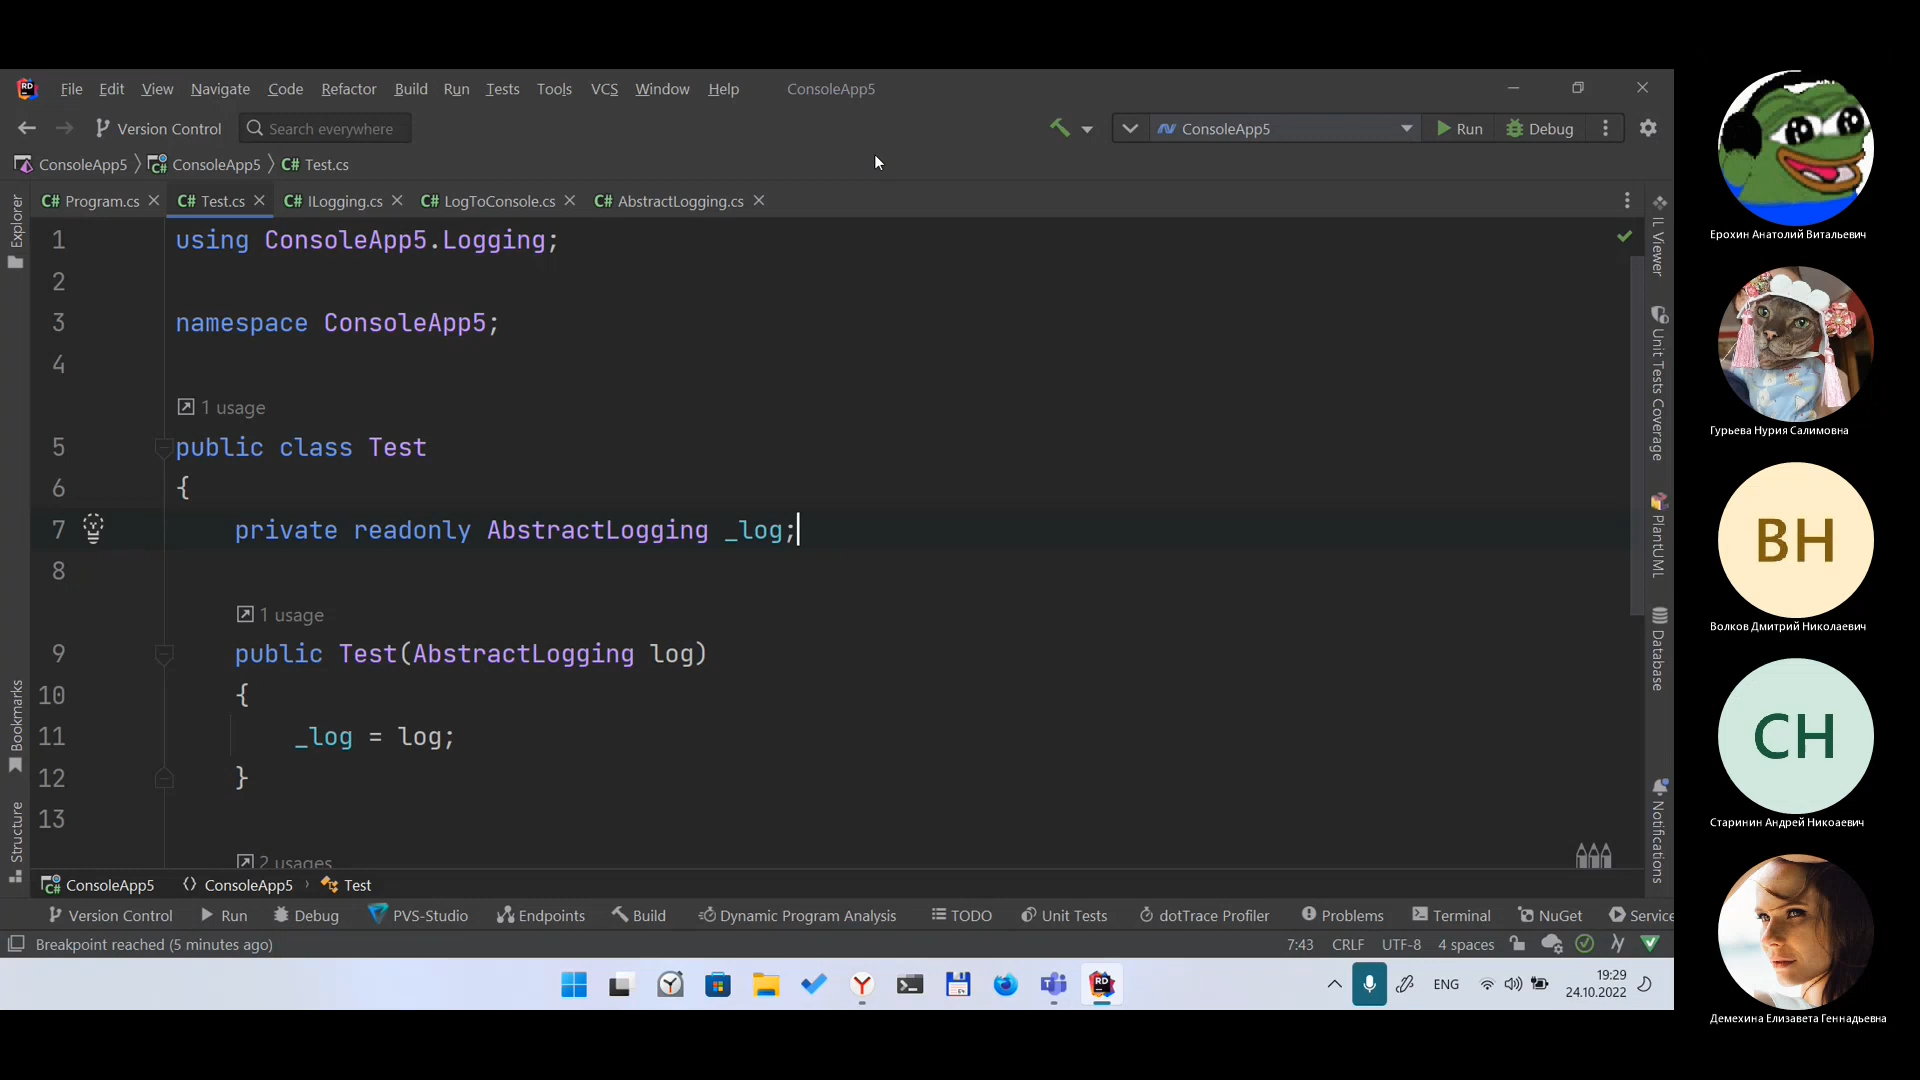 RD File Edit View Navigate Code Refactor Build Run Tests Tools VCS Window Help ConsoleApp5
Version Control Search everywhere ConsoleApp5 Run Debug
ConsoleApp5 ConsoleApp5 C# Test.cs
C# Program.cs C# Test.cs C# ILogging.cs C# LogToConsole.cs C# AbstractLogging.cs
Explorer
Bookmarks
Structure
1 using ConsoleApp5.Logging;
2
3 namespace ConsoleApp5;
4
1 usage
5 public class Test
6 {
7 private readonly AbstractLogging _log;
8
1 usage
9 public Test(AbstractLogging log)
10 {
11 _log = log;
12 }
13
2 usages
IL Viewer
Unit Tests Coverage
PlantUML
Database
Notifications
ConsoleApp5 ConsoleApp5 Test
Version Control Run Debug PVS-Studio Endpoints Build Dynamic Program Analysis TODO Unit Tests dotTrace Profiler Problems Terminal NuGet Service
Breakpoint reached (5 minutes ago) 7:43 CRLF UTF-8 4 spaces
ENG 19:29
24.10.2022
Ерохин Анатолий Витальевич
Гурьева Нурия Салимовна
ВН
Волков Дмитрий Николаевич
СН
Старинин Андрей Никоаевич
Демехина Елизавета Геннадьевна